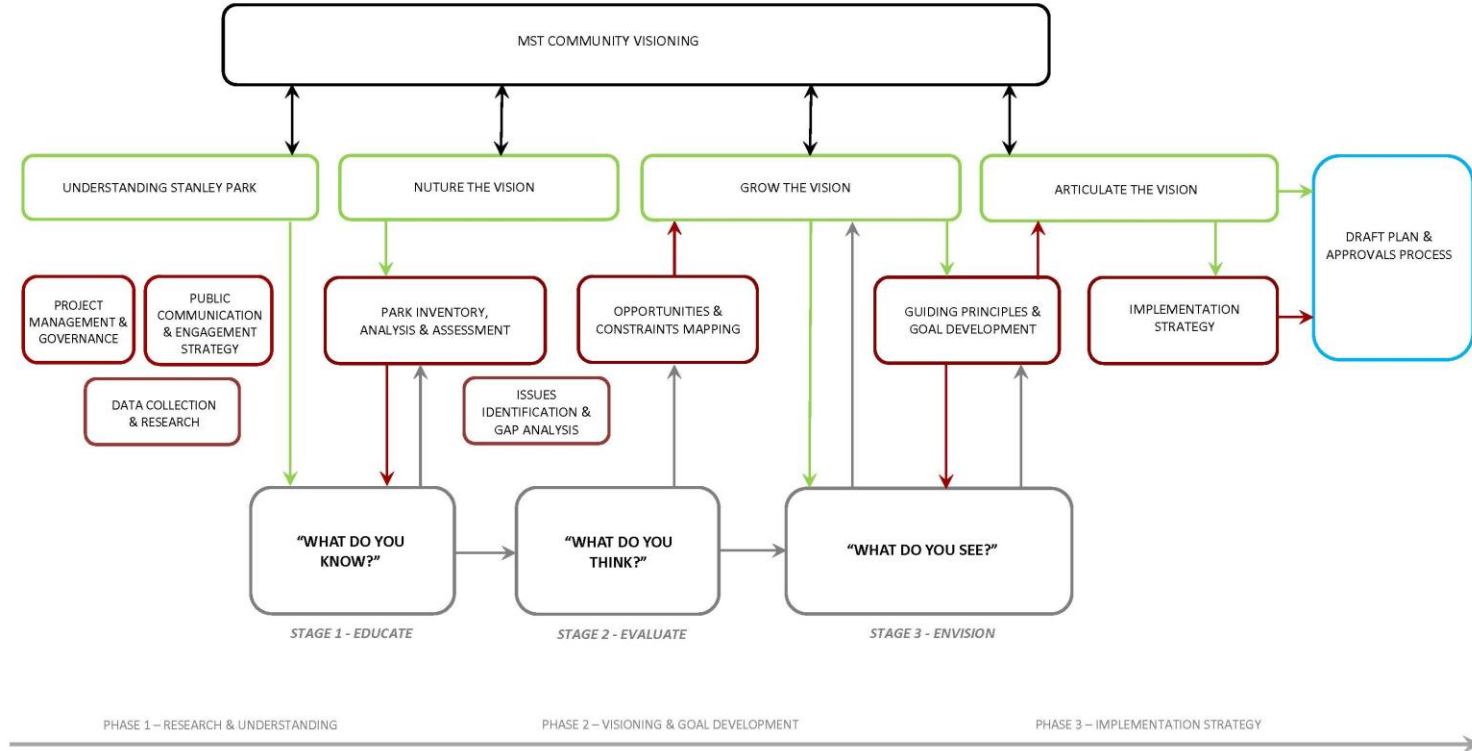 MST COMMUNITY VISIONING
UNDERSTANDING STANLEY PARK
NUTURE THE VISION
GROW THE VISION
ARTICULATE THE VISION
DRAFT PLAN &
APPROVALS PROCESS
PROJECT
MANAGEMENT &
GOVERNANCE
PUBLIC
COMMUNICATION
& ENGAGEMENT
STRATEGY
PARK INVENTORY,
ANALYSIS & ASSESSMENT
OPPORTUNITIES &
CONSTRAINTS MAPPING
GUIDING PRINCIPLES &
GOAL DEVELOPMENT
IMPLEMENTATION
STRATEGY
DATA COLLECTION
& RESEARCH
ISSUES
IDENTIFICATION &
GAP ANALYSIS
“WHAT DO YOU
KNOW?”
“WHAT DO YOU
THINK?”
“WHAT DO YOU SEE?”
STAGE 1 - EDUCATE
STAGE 2 - EVALUATE
STAGE 3 - ENVISION
PHASE 1 – RESEARCH & UNDERSTANDING
PHASE 2 – VISIONING & GOAL DEVELOPMENT
PHASE 3 – IMPLEMENTATION STRATEGY